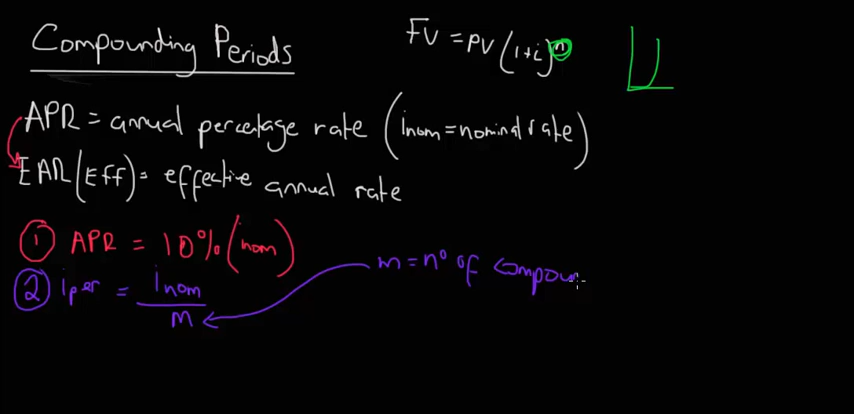 Compounding Periods
FV = PV (1+i)^n
APR = annual percentage rate (inom = nominal rate)
EAR (Eff) = effective annual rate
① APR = 10% (inom)
② iper = inom / m
m = nº of compoun